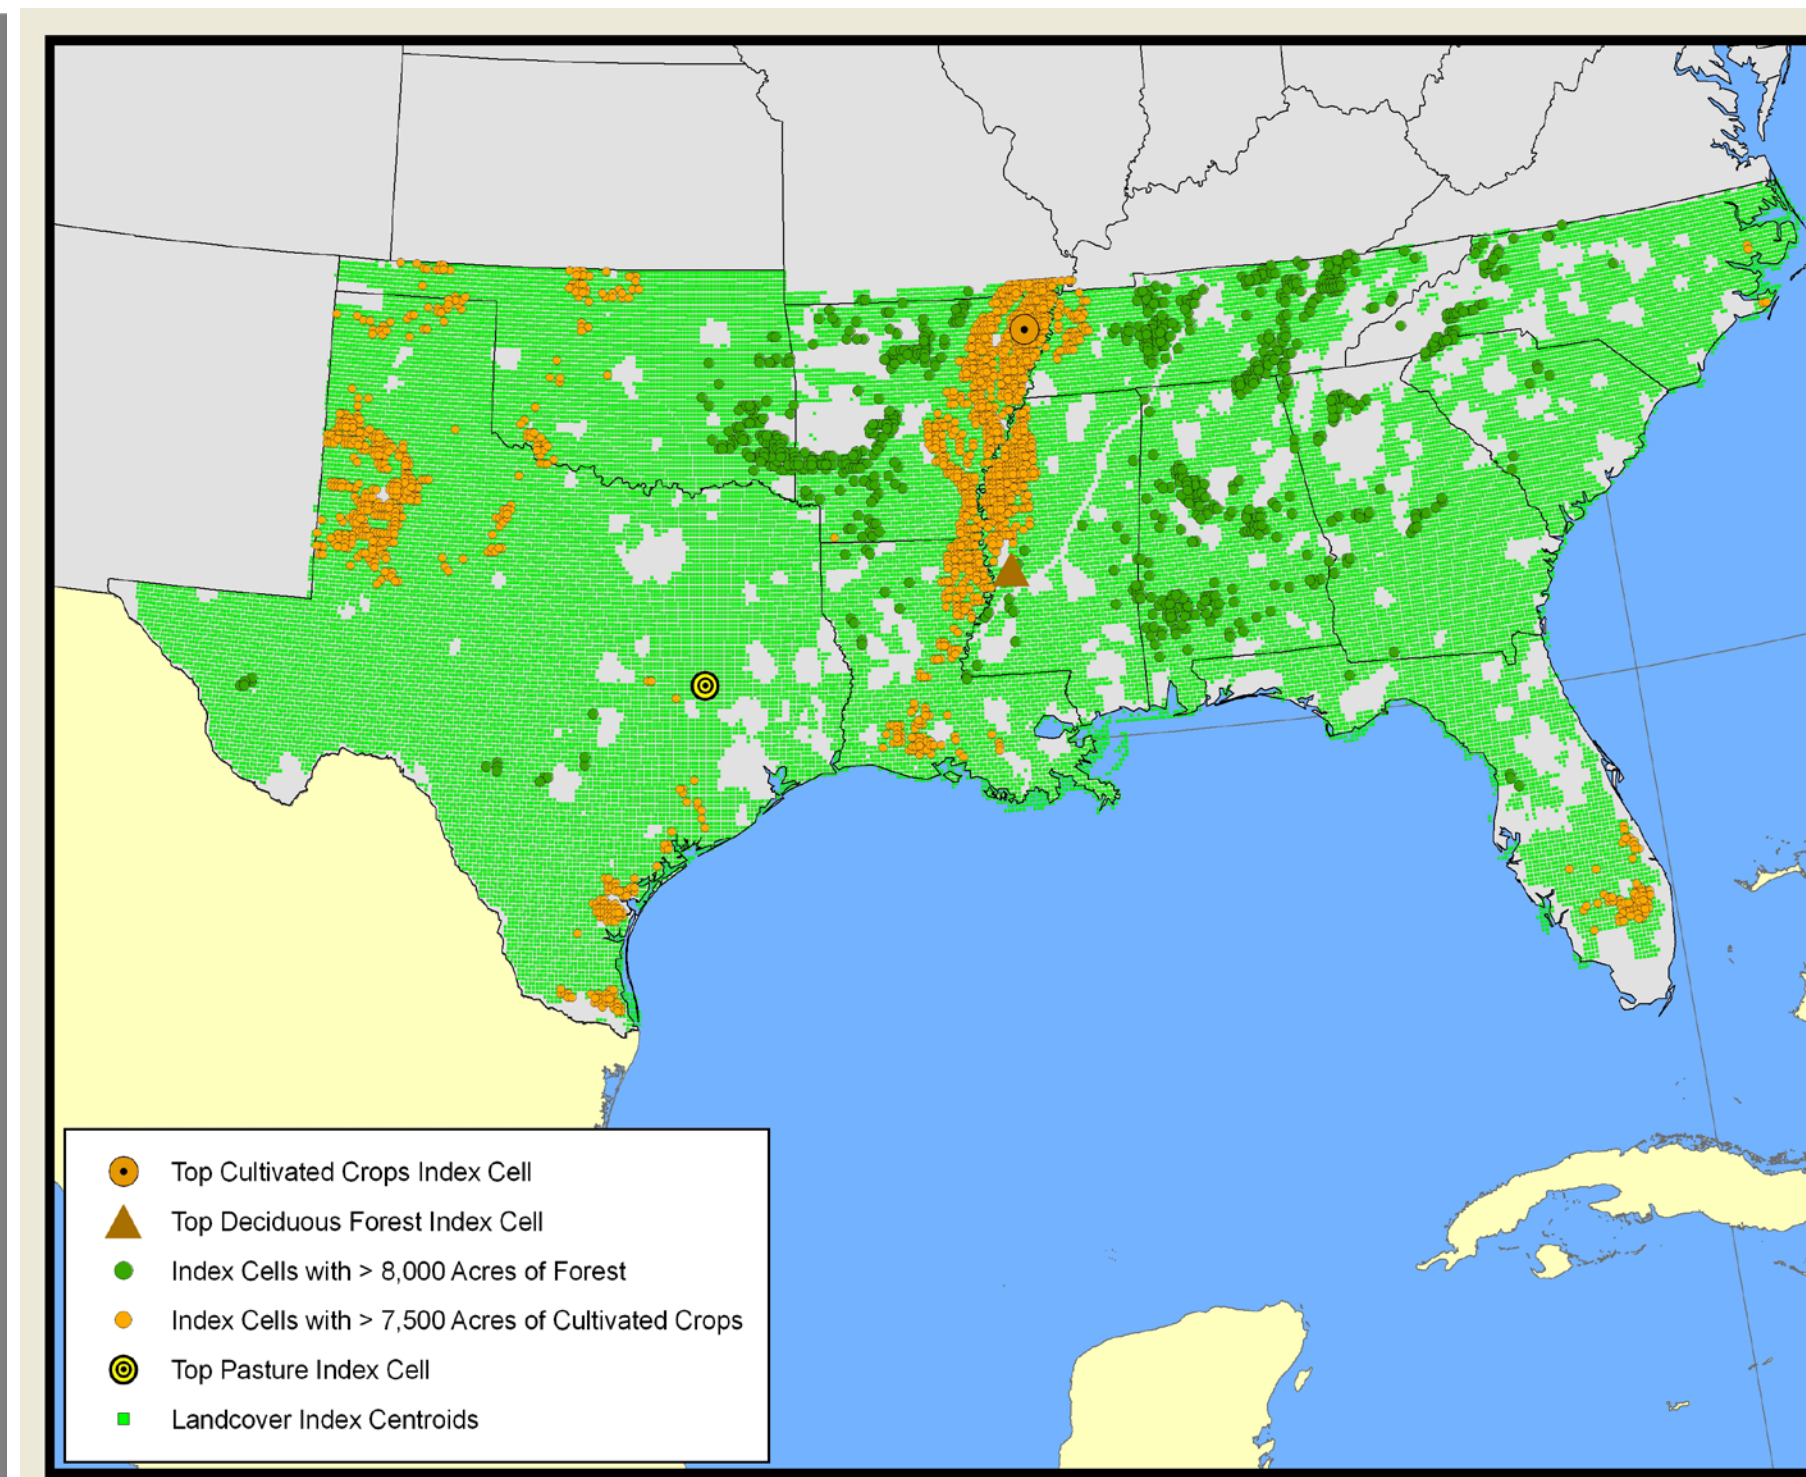 Top Cultivated Crops Index Cell
Top Deciduous Forest Index Cell
Index Cells with > 8,000 Acres of Forest
Index Cells with > 7,500 Acres of Cultivated Crops
Top Pasture Index Cell
Landcover Index Centroids